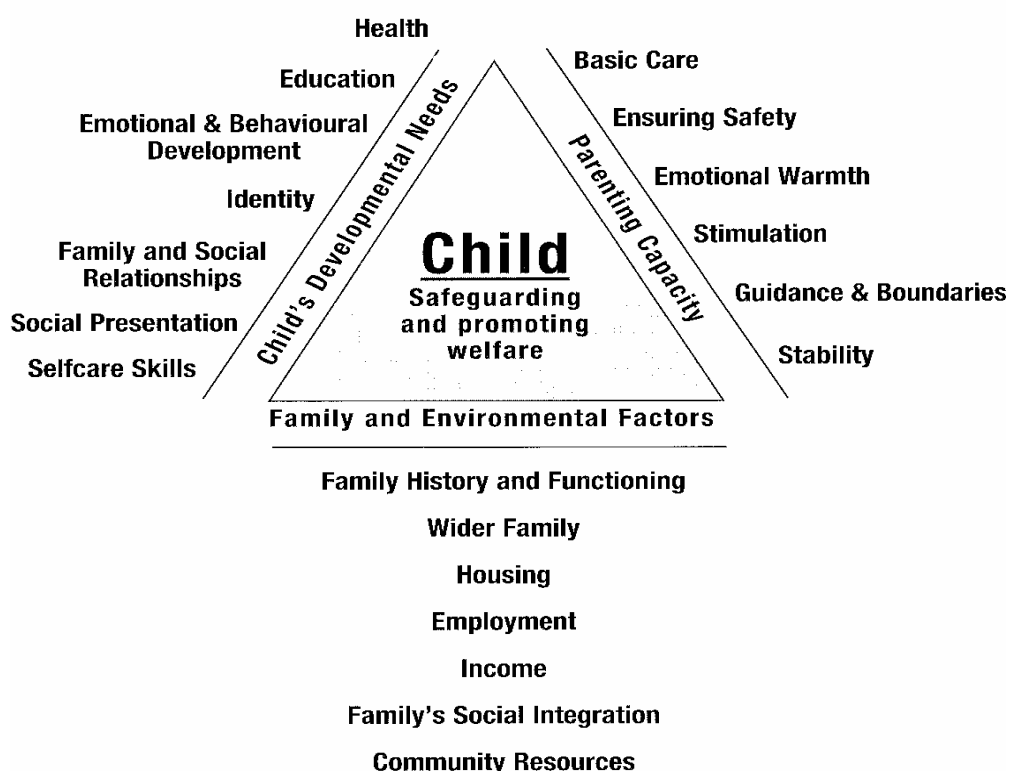 Health
Education
Emotional & Behavioural
Development
Identity
Family and Social
Relationships
Social Presentation
Selfcare Skills
Child's Developmental Needs
Child
Safeguarding
and promoting
welfare
Parenting Capacity
Basic Care
Ensuring Safety
Emotional Warmth
Stimulation
Guidance & Boundaries
Stability
Family and Environmental Factors
Family History and Functioning
Wider Family
Housing
Employment
Income
Family's Social Integration
Community Resources